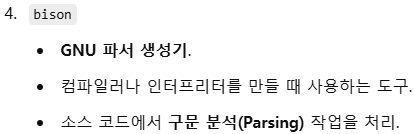 4. bison
• GNU 파서 생성기.
• 컴파일러나 인터프리터를 만들 때 사용하는 도구.
• 소스 코드에서 구문 분석(Parsing) 작업을 처리.